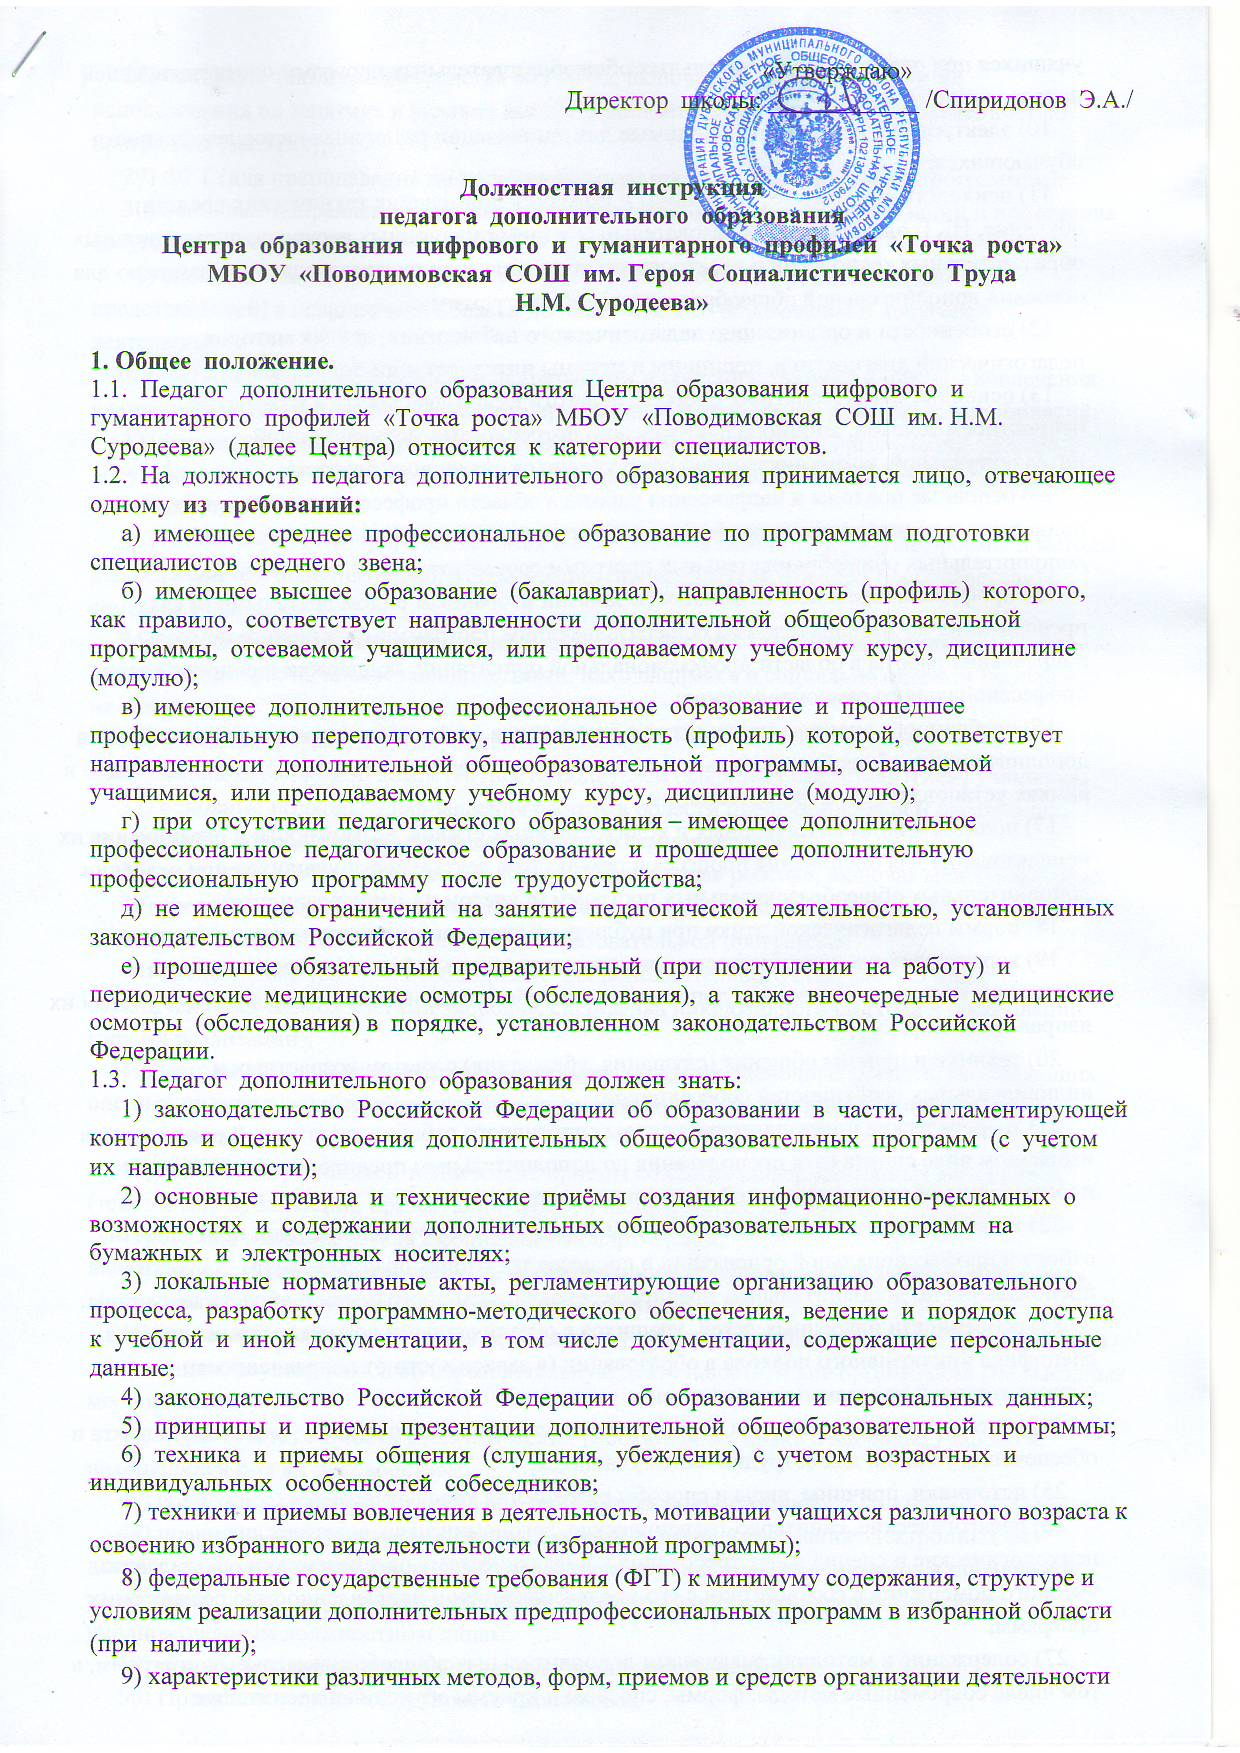 «Утверждаю»
Директор школы: /Спиридонов Э.А./
Должностная инструкция
педагога дополнительного образования
Центра образования цифрового и гуманитарного профилей «Точка роста»
МБОУ «Поводимовская СОШ им. Героя Социалистического Труда
Н.М. Суродеева»
1. Общее положение.
1.1. Педагог дополнительного образования Центра образования цифрового и
гуманитарного профилей «Точка роста» МБОУ «Поводимовская СОШ им. Н.М.
Суродеева» (далее Центра) относится к категории специалистов.
1.2. На должность педагога дополнительного образования принимается лицо, отвечающее
одному из требований:
а) имеющее среднее профессиональное образование по программам подготовки
специалистов среднего звена;
б) имеющее высшее образование (бакалавриат), направленность (профиль) которого,
как правило, соответствует направленности дополнительной общеобразовательной
программы, отсеваемой учащимися, или преподаваемому учебному курсу, дисциплине
(модулю);
в) имеющее дополнительное профессиональное образование и прошедшее
профессиональную переподготовку, направленность (профиль) которой, соответствует
направленности дополнительной общеобразовательной программы, осваиваемой
учащимися, или преподаваемому учебному курсу, дисциплине (модулю);
г) при отсутствии педагогического образования – имеющее дополнительное
профессиональное педагогическое образование и прошедшее дополнительную
профессиональную программу после трудоустройства;
д) не имеющее ограничений на занятие педагогической деятельностью, установленных
законодательством Российской Федерации;
е) прошедшее обязательный предварительный (при поступлении на работу) и
периодические медицинские осмотры (обследования), а также внеочередные медицинские
осмотры (обследования) в порядке, установленном законодательством Российской
Федерации.
1.3. Педагог дополнительного образования должен знать:
1) законодательство Российской Федерации об образовании в части, регламентирующей
контроль и оценку освоения дополнительных общеобразовательных программ (с учетом
их направленности);
2) основные правила и технические приёмы создания информационно-рекламных о
возможностях и содержании дополнительных общеобразовательных программ на
бумажных и электронных носителях;
3) локальные нормативные акты, регламентирующие организацию образовательного
процесса, разработку программно-методического обеспечения, ведение и порядок доступа
к учебной и иной документации, в том числе документации, содержащие персональные
данные;
4) законодательство Российской Федерации об образовании и персональных данных;
5) принципы и приемы презентации дополнительной общеобразовательной программы;
6) техника и приемы общения (слушания, убеждения) с учетом возрастных и
индивидуальных особенностей собеседников;
7) техники и приемы вовлечения в деятельность, мотивации учащихся различного возраста к
освоению избранного вида деятельности (избранной программы);
8) федеральные государственные требования (ФГТ) к минимуму содержания, структуре и
условиям реализации дополнительных предпрофессиональных программ в избранной области
(при наличии);
9) характеристики различных методов, форм, приемов и средств организации деятельности